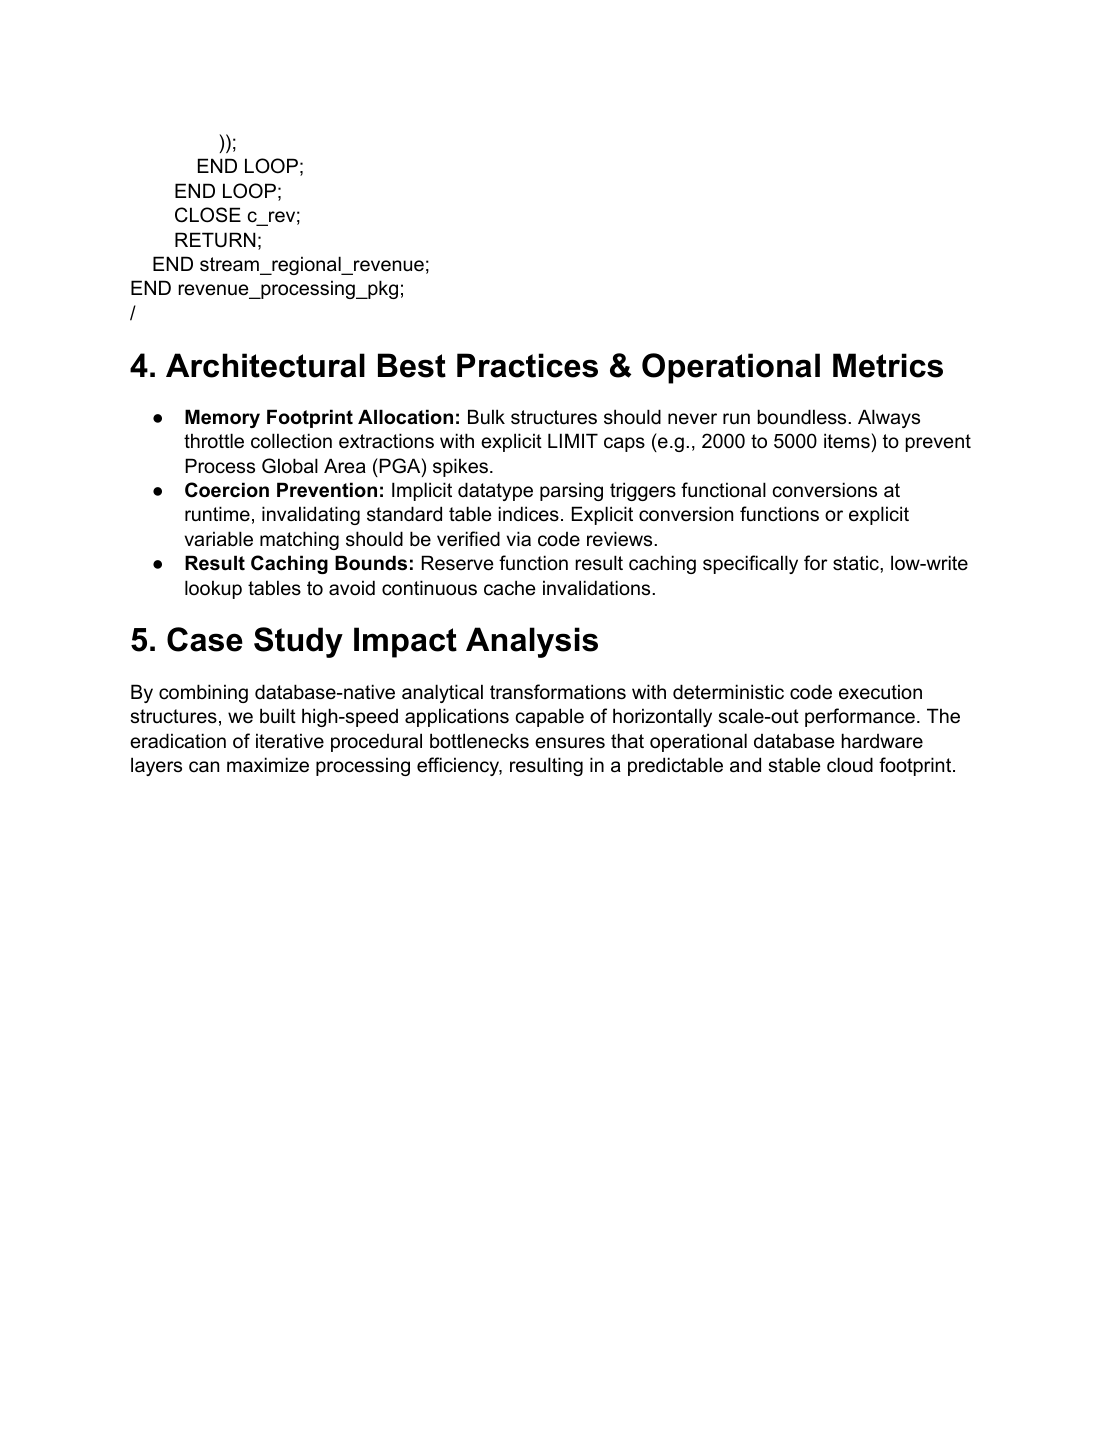 ));
END LOOP;
END LOOP;
CLOSE c_rev;
RETURN;
END stream_regional_revenue;
END revenue_processing_pkg;
/
4. Architectural Best Practices & Operational Metrics
● Memory Footprint Allocation: Bulk structures should never run boundless. Always
throttle collection extractions with explicit LIMIT caps (e.g., 2000 to 5000 items) to prevent
Process Global Area (PGA) spikes.
● Coercion Prevention: Implicit datatype parsing triggers functional conversions at
runtime, invalidating standard table indices. Explicit conversion functions or explicit
variable matching should be verified via code reviews.
● Result Caching Bounds: Reserve function result caching specifically for static, low-write
lookup tables to avoid continuous cache invalidations.
5. Case Study Impact Analysis
By combining database-native analytical transformations with deterministic code execution
structures, we built high-speed applications capable of horizontally scale-out performance. The
eradication of iterative procedural bottlenecks ensures that operational database hardware
layers can maximize processing efficiency, resulting in a predictable and stable cloud footprint.